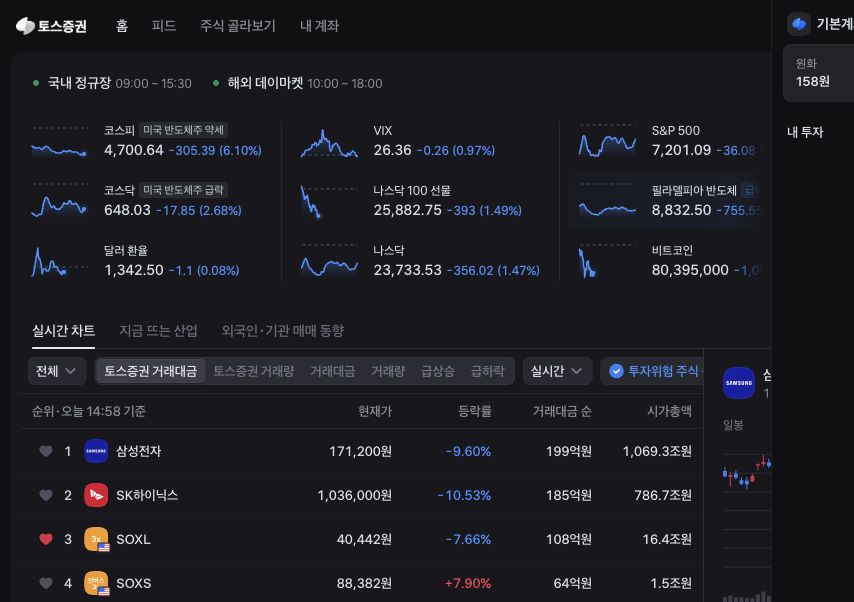 토스증권 홈 피드 주식 골라보기 내 계좌
기본계
원화
158원
내 투자
국내 정규장 09:00 ~ 15:30 해외 데이마켓 10:00 ~ 18:00
코스피 미국 반도체주 약세
4,700.64 -305.39 (6.10%)
VIX
26.36 -0.26 (0.97%)
S&P 500
7,201.09 -36.08
코스닥 미국 반도체주 급락
648.03 -17.85 (2.68%)
나스닥 100 선물
25,882.75 -393 (1.49%)
필라델피아 반도체
8,832.50 -755.5
달러 환율
1,342.50 -1.1 (0.08%)
나스닥
23,733.53 -356.02 (1.47%)
비트코인
80,395,000 -1,0
실시간 차트 지금 뜨는 산업 외국인·기관 매매 동향
전체 토스증권 거래대금 토스증권 거래량 거래대금 거래량 급상승 급하락 실시간 투자위험 주식
순위·오늘 14:58 기준 현재가 등락률 거래대금 순 시가총액
1 SAMSUNG 삼성전자 171,200원 -9.60% 199억원 1,069.3조원
2 SK하이닉스 1,036,000원 -10.53% 185억원 786.7조원
3 3x SOXL 40,442원 -7.66% 108억원 16.4조원
4 인버스 3x SOXS 88,382원 +7.90% 64억원 1.5조원
SAMSUNG
1
일봉